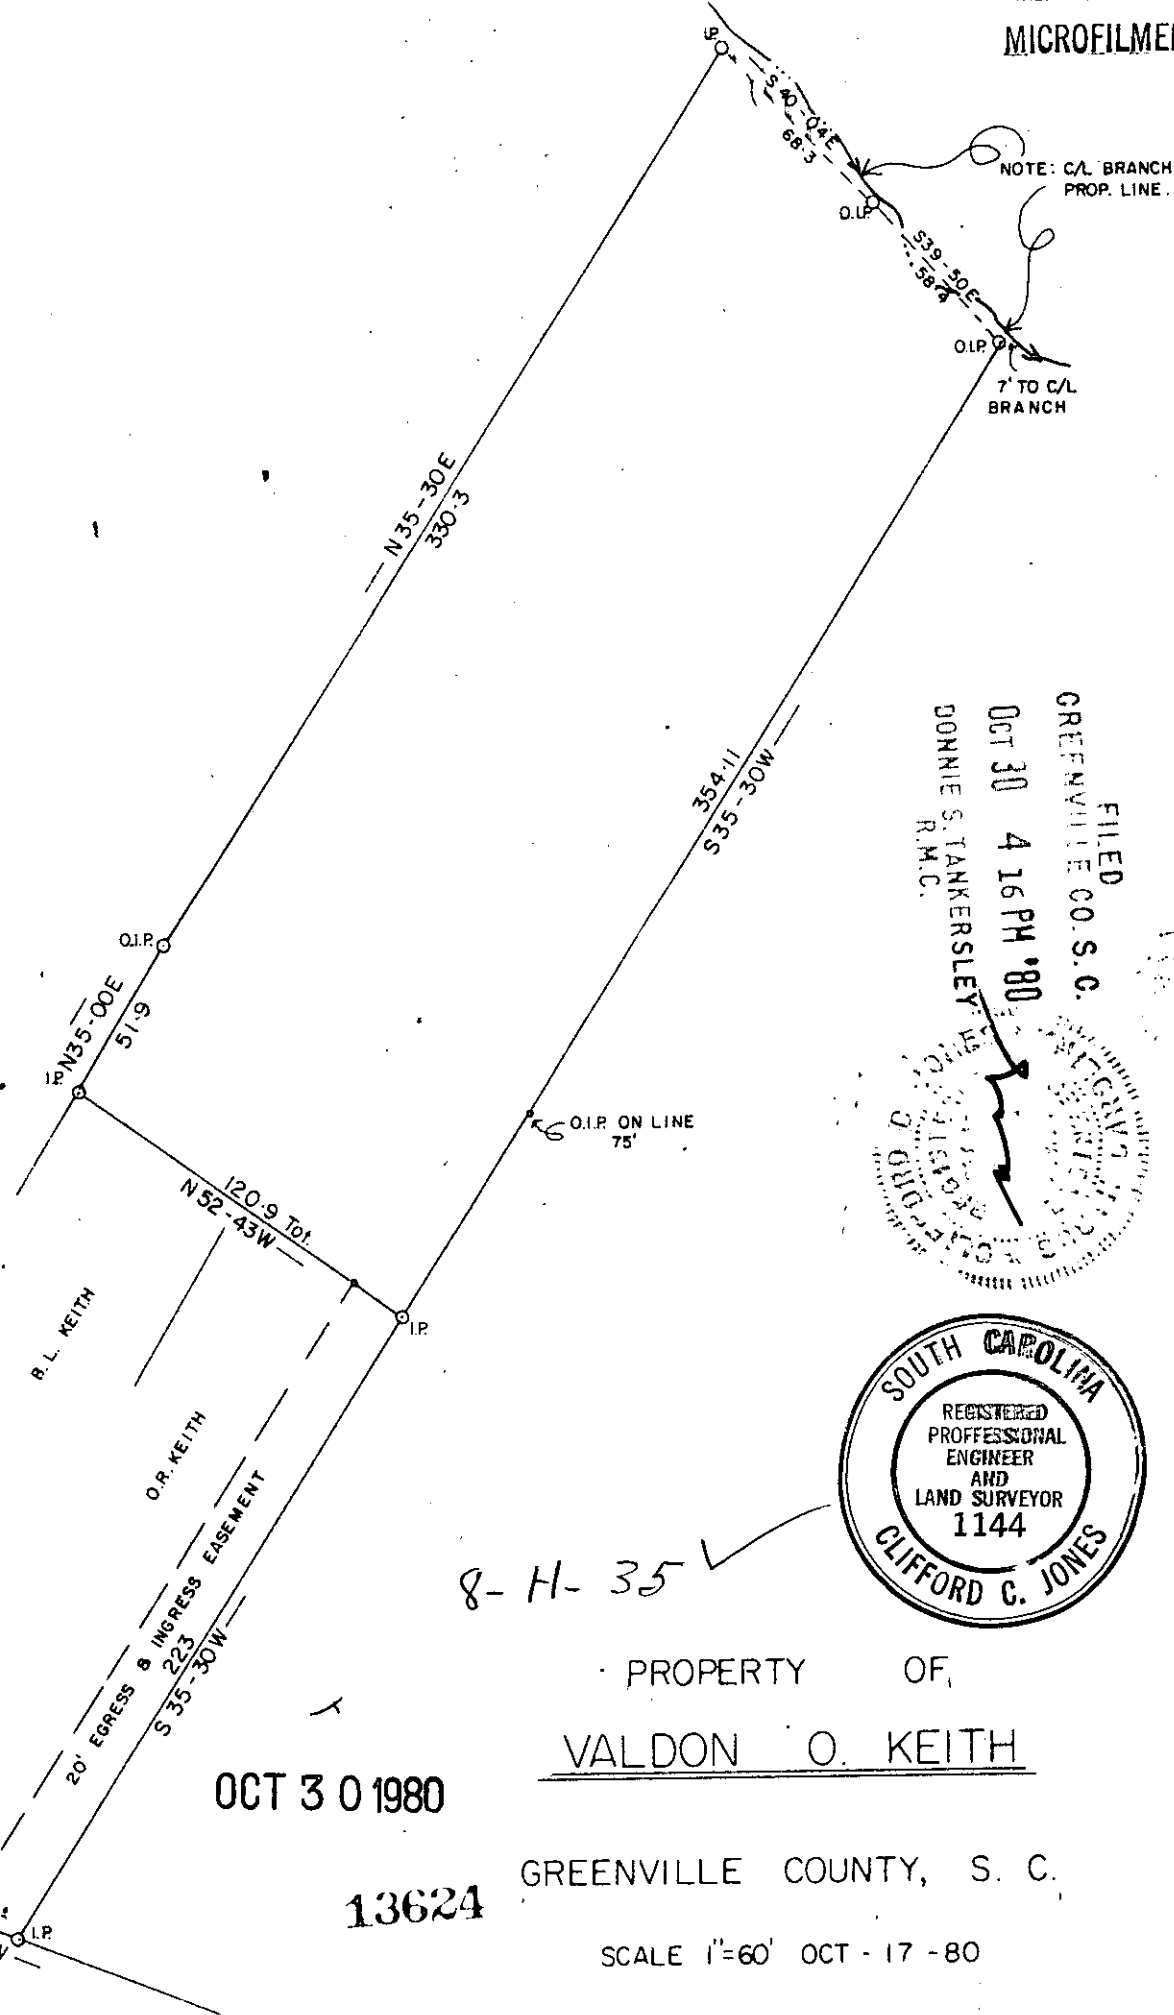 MICROFILMED
I.P.
S 40-04E
68.3
NOTE: C/L BRANCH
PROP. LINE.
O.I.P.
S39-50E
58.4
O.I.P.
7' TO C/L
BRANCH
N35-30E
330.3
354.11
S35-30W
FILED
GREENVILLE CO. S. C.
OCT 30 4 16 PM '80
DONNIE S. TANKERSLEY
R.M.C.
O.I.P.
N35-00E
51.9
I.P.
O.I.P. ON LINE
75'
120.9 Tot.
N52-43W
I.P.
B. L. KEITH
O.R. KEITH
20' EGRESS & INGRESS EASEMENT
223
S 35-30W
SOUTH CAROLINA
REGISTERED
PROFFESSIONAL
ENGINEER
AND
LAND SURVEYOR
1144
CLIFFORD C. JONES
8-H-35
PROPERTY OF
VALDON O. KEITH
OCT 30 1980
GREENVILLE COUNTY, S. C.
13624
I.P.
SCALE 1"=60' OCT-17-80